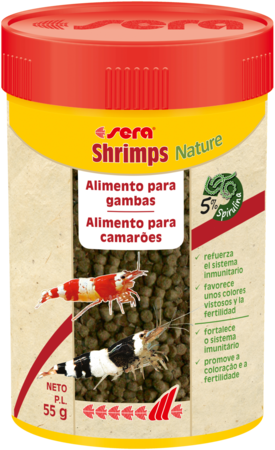 sera
Shrimps Nature
Alimento para
gambas
Alimento para
camarões
5% Spirulina
✓ refuerza
el sistema
inmunitario
✓ favorece
unos colores
vistosos y la
fertilidad
✓ fortalece
o sistema
imunitário
✓ promove a
coloração e a
fertilidade
NETO
P.L.
55 g